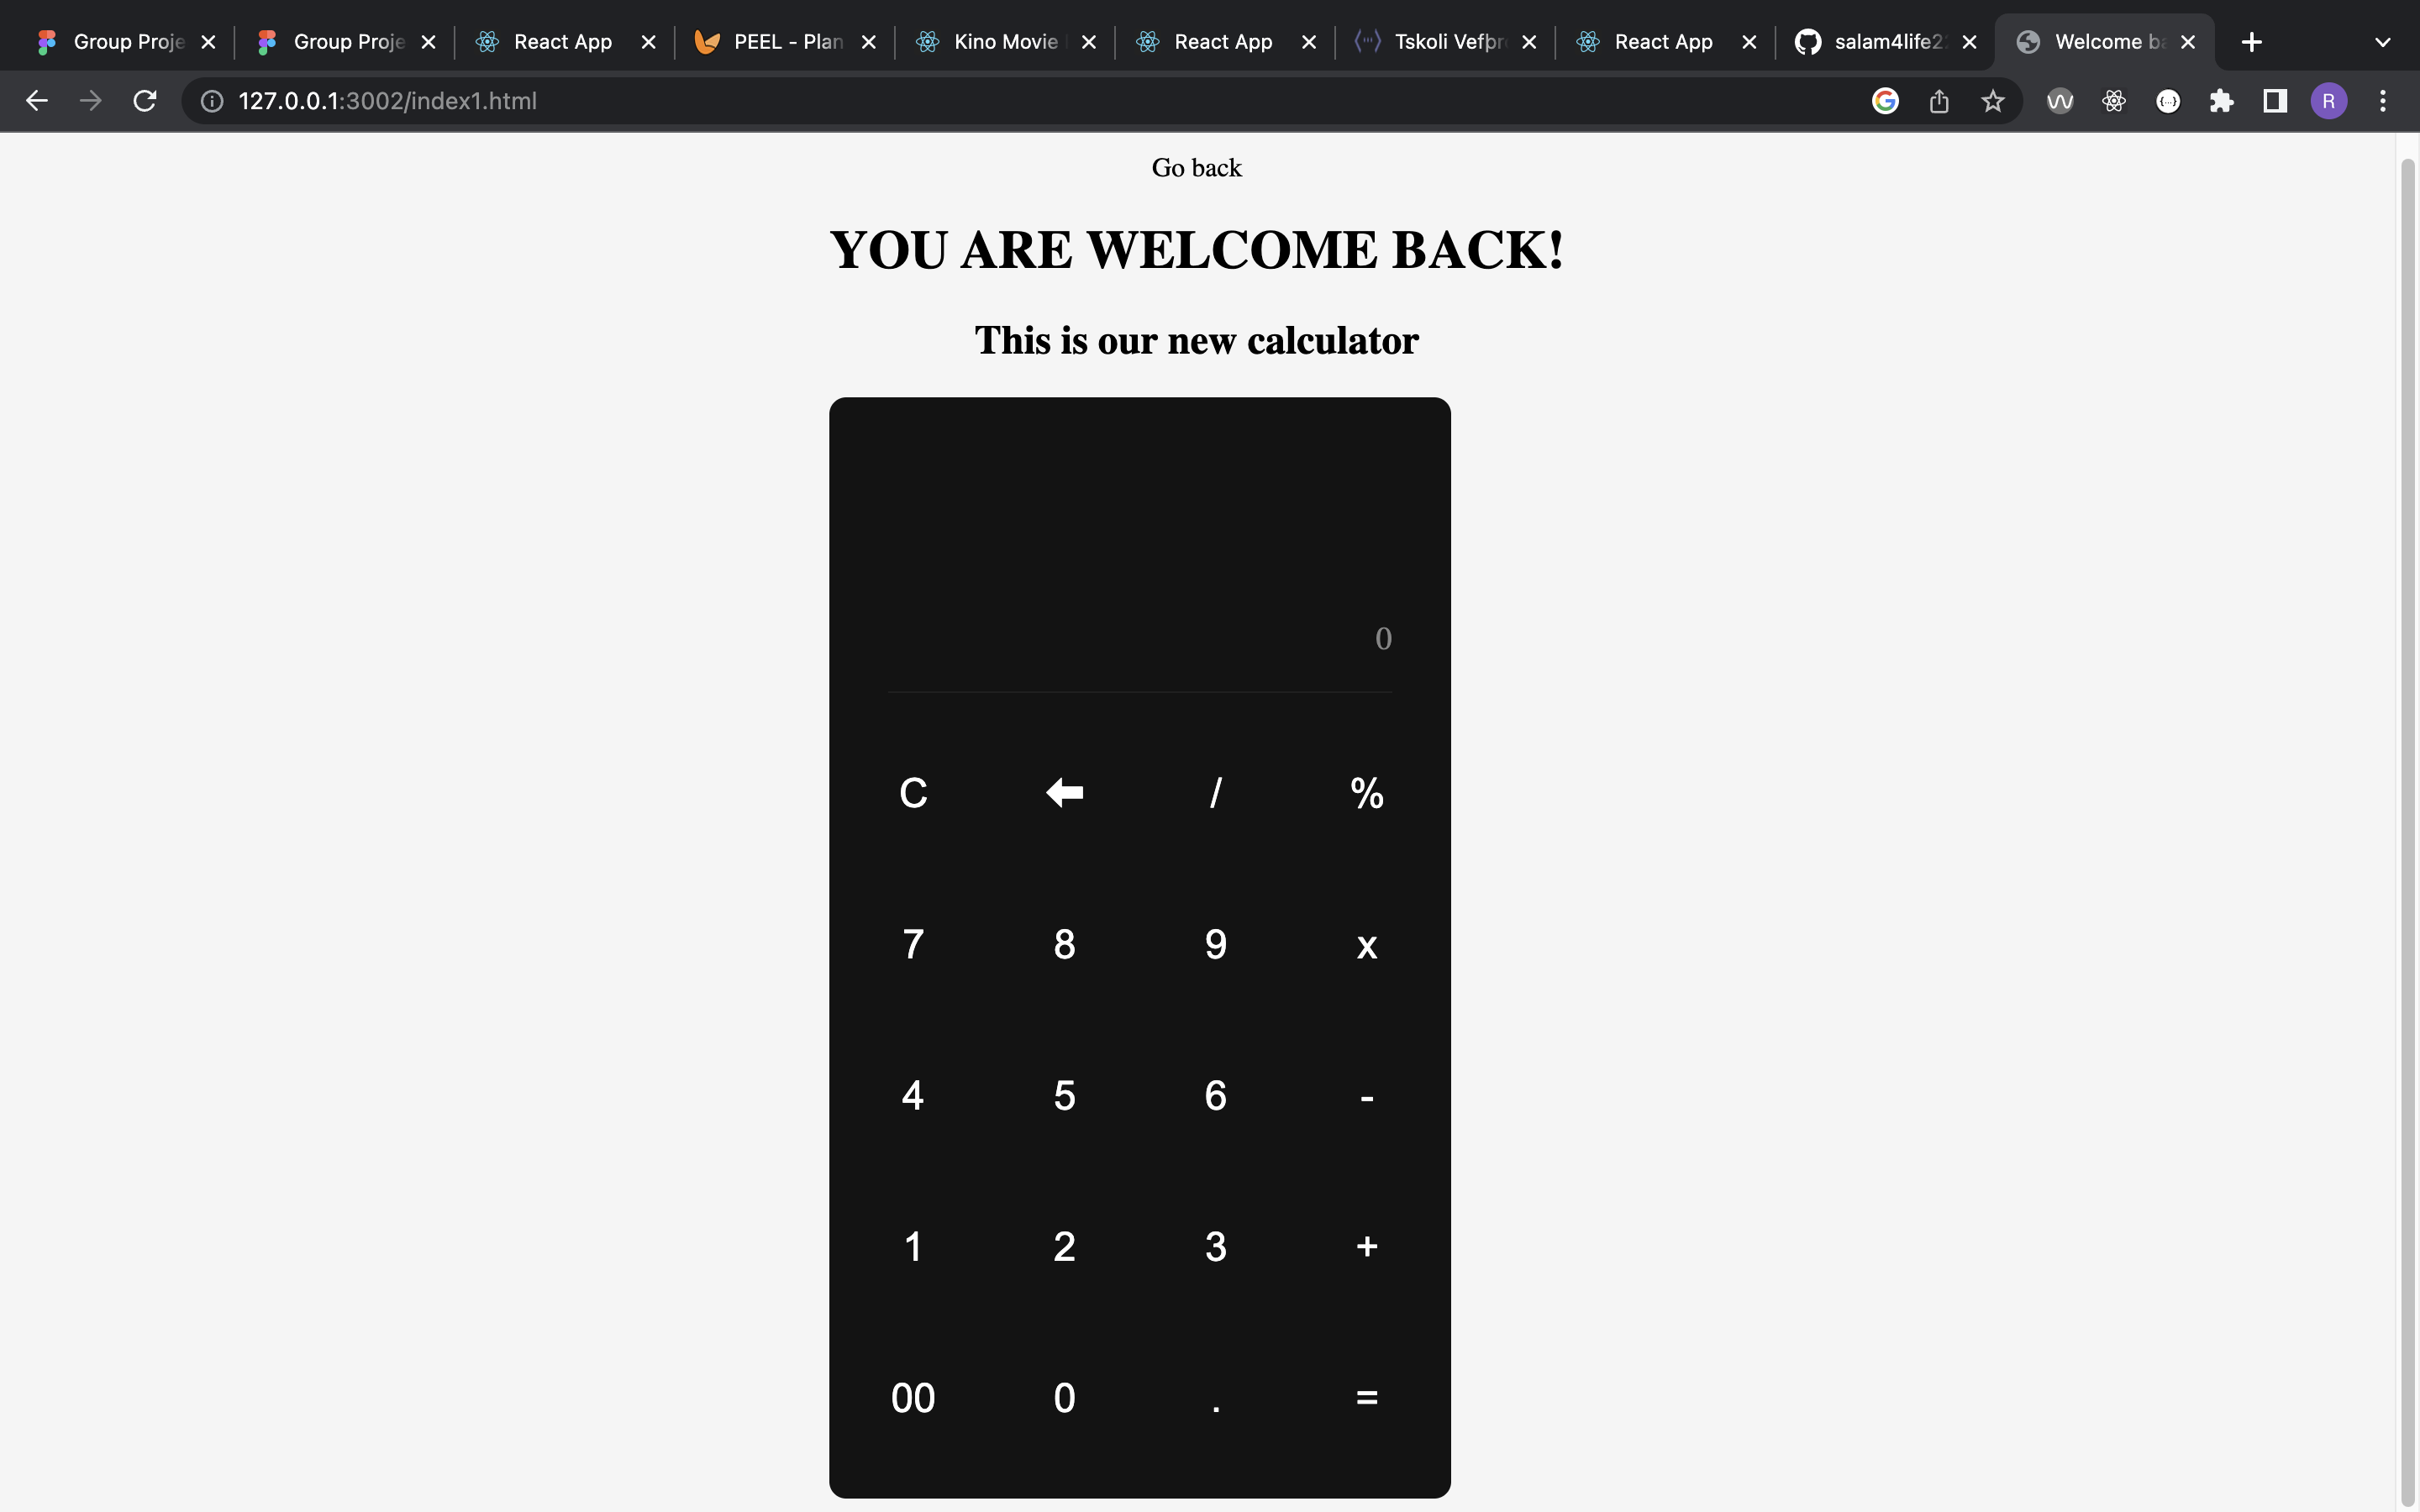 Group Proje
Group Proje
React App
PEEL - Plan
Kino Movie
React App
Tskoli Vefþr
React App
salam4life2
Welcome ba
127.0.0.1:3002/index1.html
R
Go back
YOU ARE WELCOME BACK!
This is our new calculator
0
C / %
7 8 9 x
4 5 6 -
1 2 3 +
00 0 . =